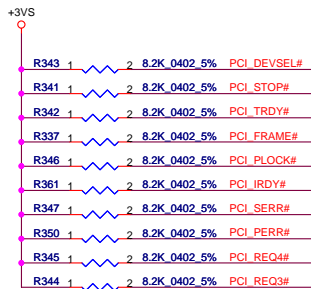 +3VS
R343 1 2 8.2K_0402_5% PCI_DEVSEL#
R341 1 2 8.2K_0402_5% PCI_STOP#
R342 1 2 8.2K_0402_5% PCI_TRDY#
R337 1 2 8.2K_0402_5% PCI_FRAME#
R346 1 2 8.2K_0402_5% PCI_PLOCK#
R361 1 2 8.2K_0402_5% PCI_IRDY#
R347 1 2 8.2K_0402_5% PCI_SERR#
R350 1 2 8.2K_0402_5% PCI_PERR#
R345 1 2 8.2K_0402_5% PCI_REQ4#
R344 1 2 8.2K_0402_5% PCI_REQ3#